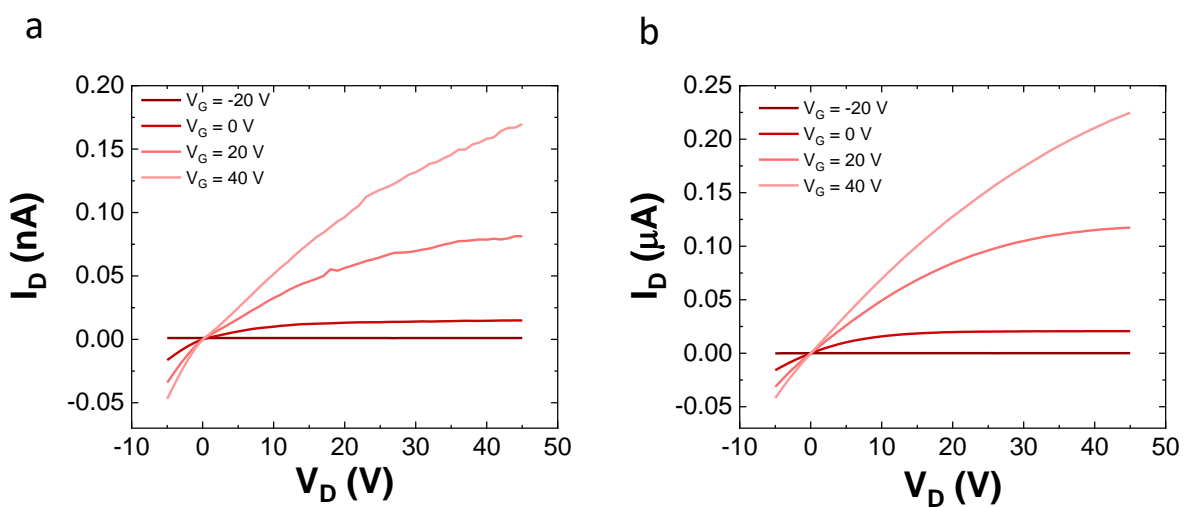 a
I_D (nA)
0.20
0.15
0.10
0.05
0.00
-0.05
V_G = -20 V
V_G = 0 V
V_G = 20 V
V_G = 40 V
-10 0 10 20 30 40 50
V_D (V)
b
I_D (μA)
0.25
0.20
0.15
0.10
0.05
0.00
-0.05
V_G = -20 V
V_G = 0 V
V_G = 20 V
V_G = 40 V
-10 0 10 20 30 40 50
V_D (V)